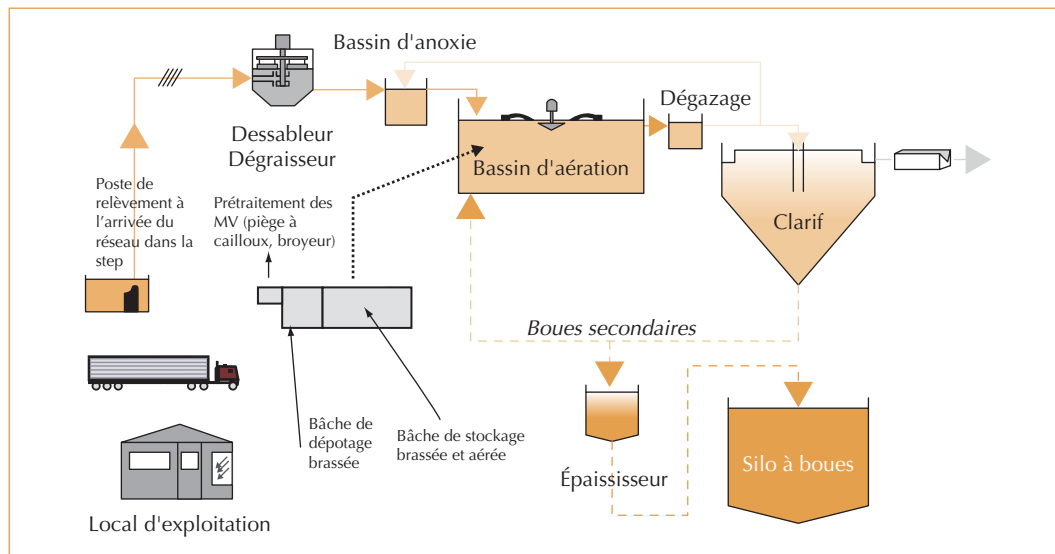 Bassin d'anoxie
Dessableur
Dégraisseur
Dégazage
Bassin d'aération
Poste de
relèvement à
l'arrivée du
réseau dans la
step
Prétraitement des
MV (piège à
cailloux, broyeur)
Clarif
Boues secondaires
Bâche de
dépotage
brassée
Bâche de stockage
brassée et aérée
Épaississeur
Silo à boues
Local d'exploitation